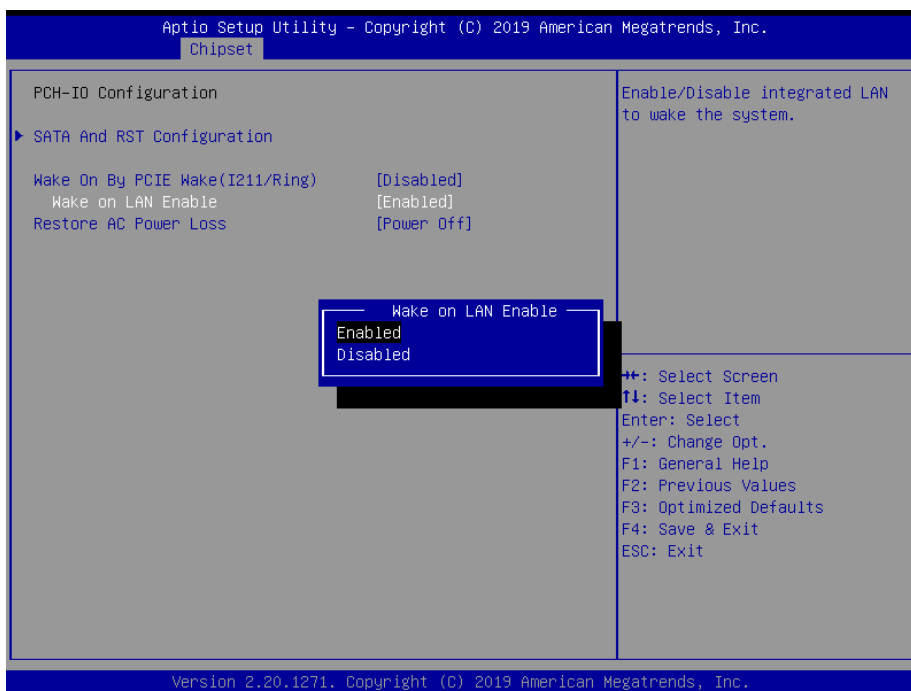 Aptio Setup Utility – Copyright (C) 2019 American Megatrends, Inc.
Chipset
PCH-IO Configuration
SATA And RST Configuration
Wake On By PCIE Wake(I211/Ring) [Disabled]
Wake on LAN Enable [Enabled]
Restore AC Power Loss [Power Off]
Enable/Disable integrated LAN
to wake the system.
Wake on LAN Enable
Enabled
Disabled
→←: Select Screen
↑↓: Select Item
Enter: Select
+/-: Change Opt.
F1: General Help
F2: Previous Values
F3: Optimized Defaults
F4: Save & Exit
ESC: Exit
Version 2.20.1271. Copyright (C) 2019 American Megatrends, Inc.